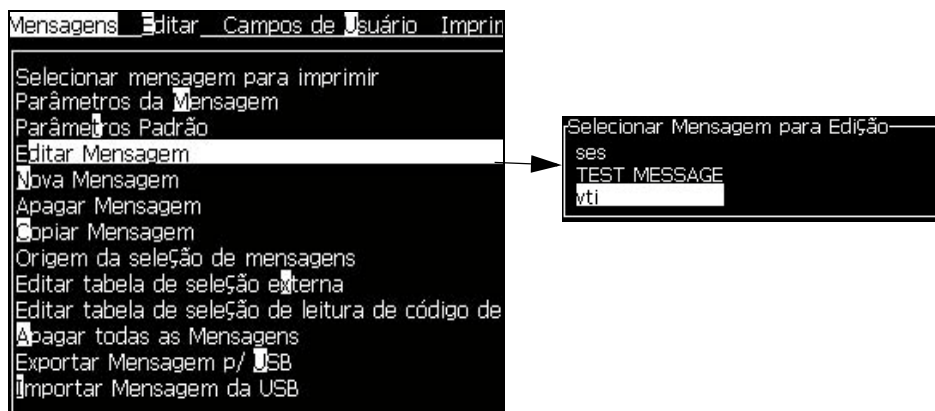 Mensagens Editar Campos de Usuário Imprin
Selecionar mensagem para imprimir
Parâmetros da Mensagem
Parâmetros Padrão
Editar Mensagem
Nova Mensagem
Apagar Mensagem
Copiar Mensagem
Origem da seleção de mensagens
Editar tabela de seleção externa
Editar tabela de seleção de leitura de código de
Apagar todas as Mensagens
Exportar Mensagem p/ USB
Importar Mensagem da USB
Selecionar Mensagem para Edição
ses
TEST MESSAGE
vti